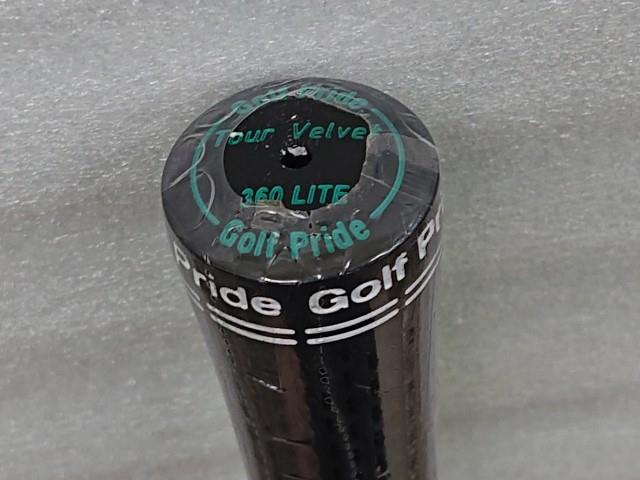 Golf Pride
Tour Velvet
360 LITE
Golf Pride
Pride Golf Pr